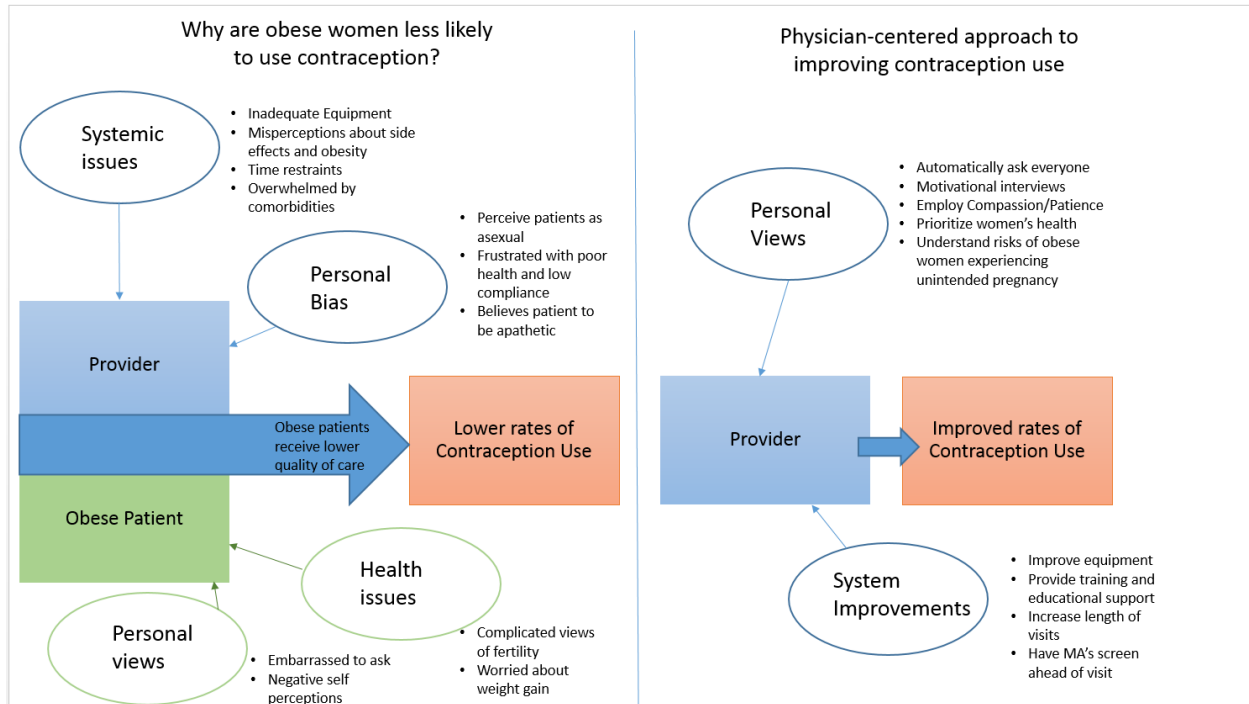 Why are obese women less likely
to use contraception?
Systemic
issues
• Inadequate Equipment
• Misperceptions about side
effects and obesity
• Time restraints
• Overwhelmed by
comorbidities
Personal
Bias
• Perceive patients as
asexual
• Frustrated with poor
health and low
compliance
• Believes patient to
be apathetic
Provider
Obese patients
receive lower
quality of care
Lower rates of
Contraception Use
Obese Patient
Health
issues
• Complicated views
of fertility
• Worried about
weight gain
Personal
views
• Embarrassed to ask
• Negative self
perceptions
Physician-centered approach to
improving contraception use
Personal
Views
• Automatically ask everyone
• Motivational interviews
• Employ Compassion/Patience
• Prioritize women's health
• Understand risks of obese
women experiencing
unintended pregnancy
Provider
Improved rates of
Contraception Use
System
Improvements
• Improve equipment
• Provide training and
educational support
• Increase length of
visits
• Have MA's screen
ahead of visit